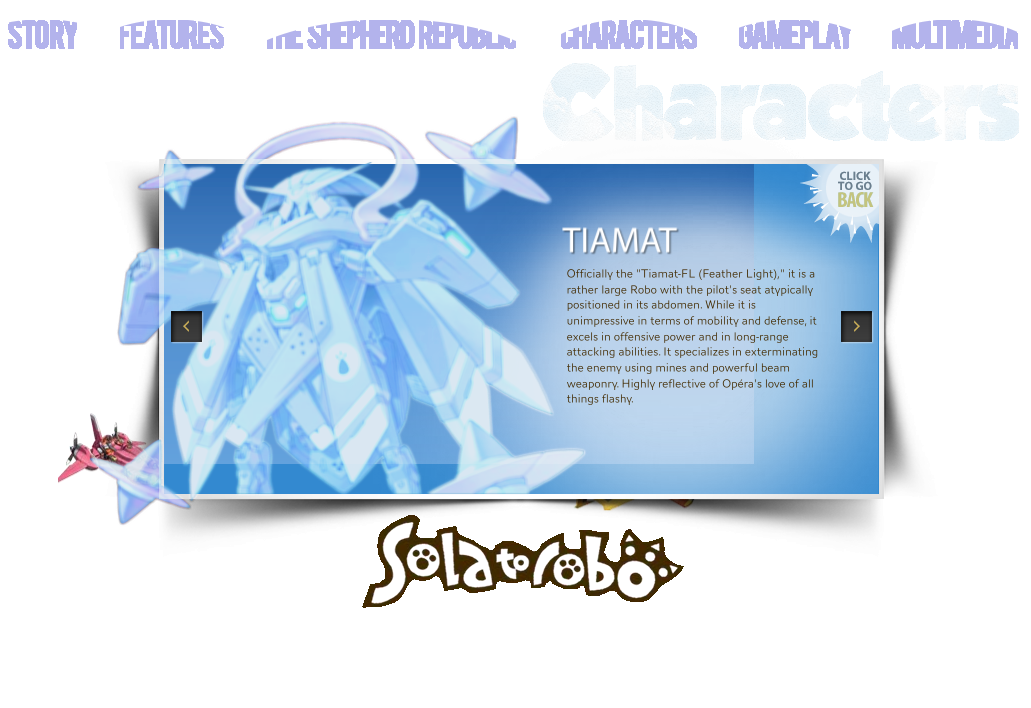 STORY FEATURES THE SHEPHERD REPUBLIC CHARACTERS GAMEPLAY MULTIMEDIA
Characters
CLICK
TO GO
BACK
TIAMAT
Officially the "Tiamat-FL (Feather Light)," it is a
rather large Robo with the pilot's seat atypically
positioned in its abdomen. While it is
unimpressive in terms of mobility and defense, it
excels in offensive power and in long-range
attacking abilities. It specializes in exterminating
the enemy using mines and powerful beam
weaponry. Highly reflective of Opéra's love of all
things flashy.
Solatorobo